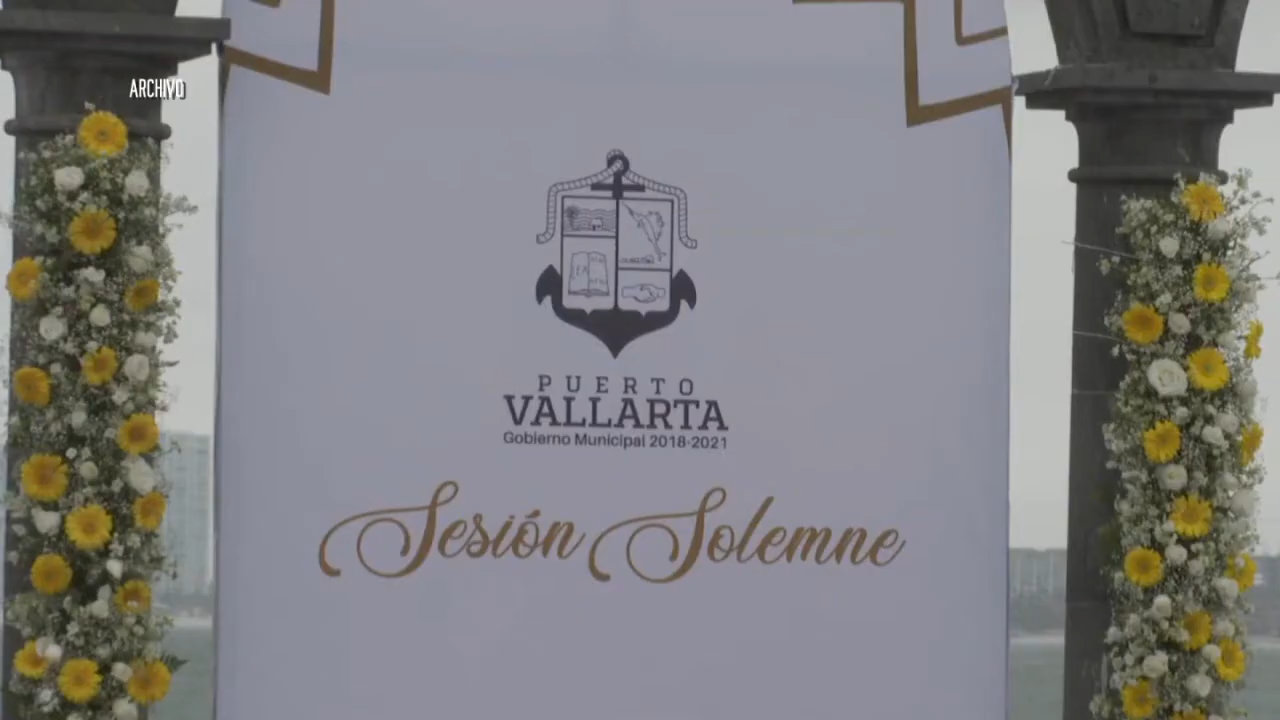 ARCHIVO
PUERTO
VALLARTA
Gobierno Municipal 2018-2021
Sesión Solemne